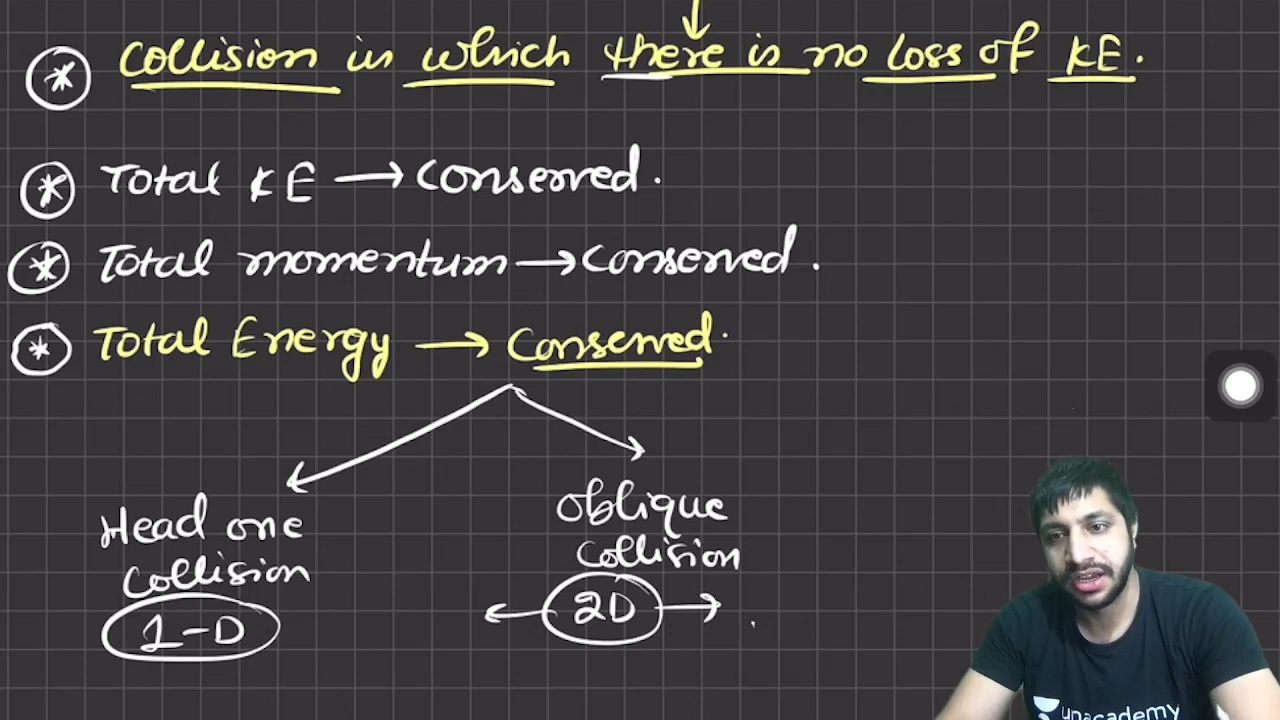 Collision in which there is no loss of KE.
Total KE → Conserved.
Total momentum → Conserved.
Total Energy → Conserved.
Head one
Collision
1-D
Oblique
Collision
2D
unacademy